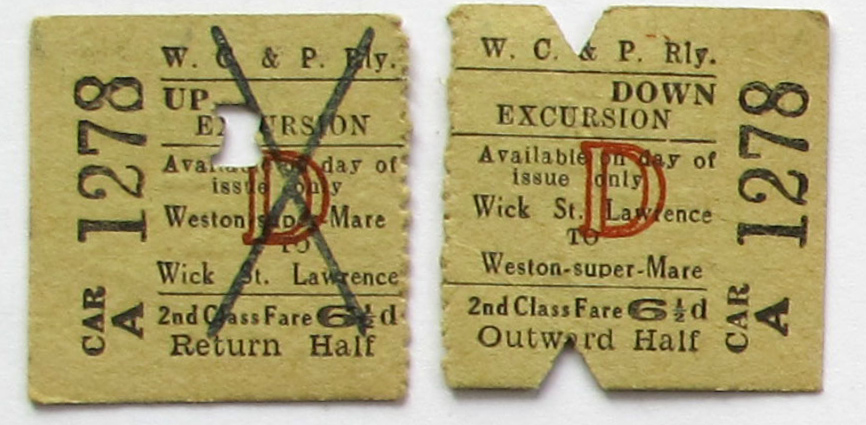 W. C. & P. Rly.
UP
EXCURSION
Available on day of
issue only
Weston-super-Mare
TO
Wick St. Lawrence
2nd Class Fare 6½d
Return Half
D
CAR
A
1278
W. C. & P. Rly.
DOWN
EXCURSION
Available on day of
issue only
Wick St. Lawrence
TO
Weston-super-Mare
2nd Class Fare 6½d
Outward Half
D
CAR
A
1278